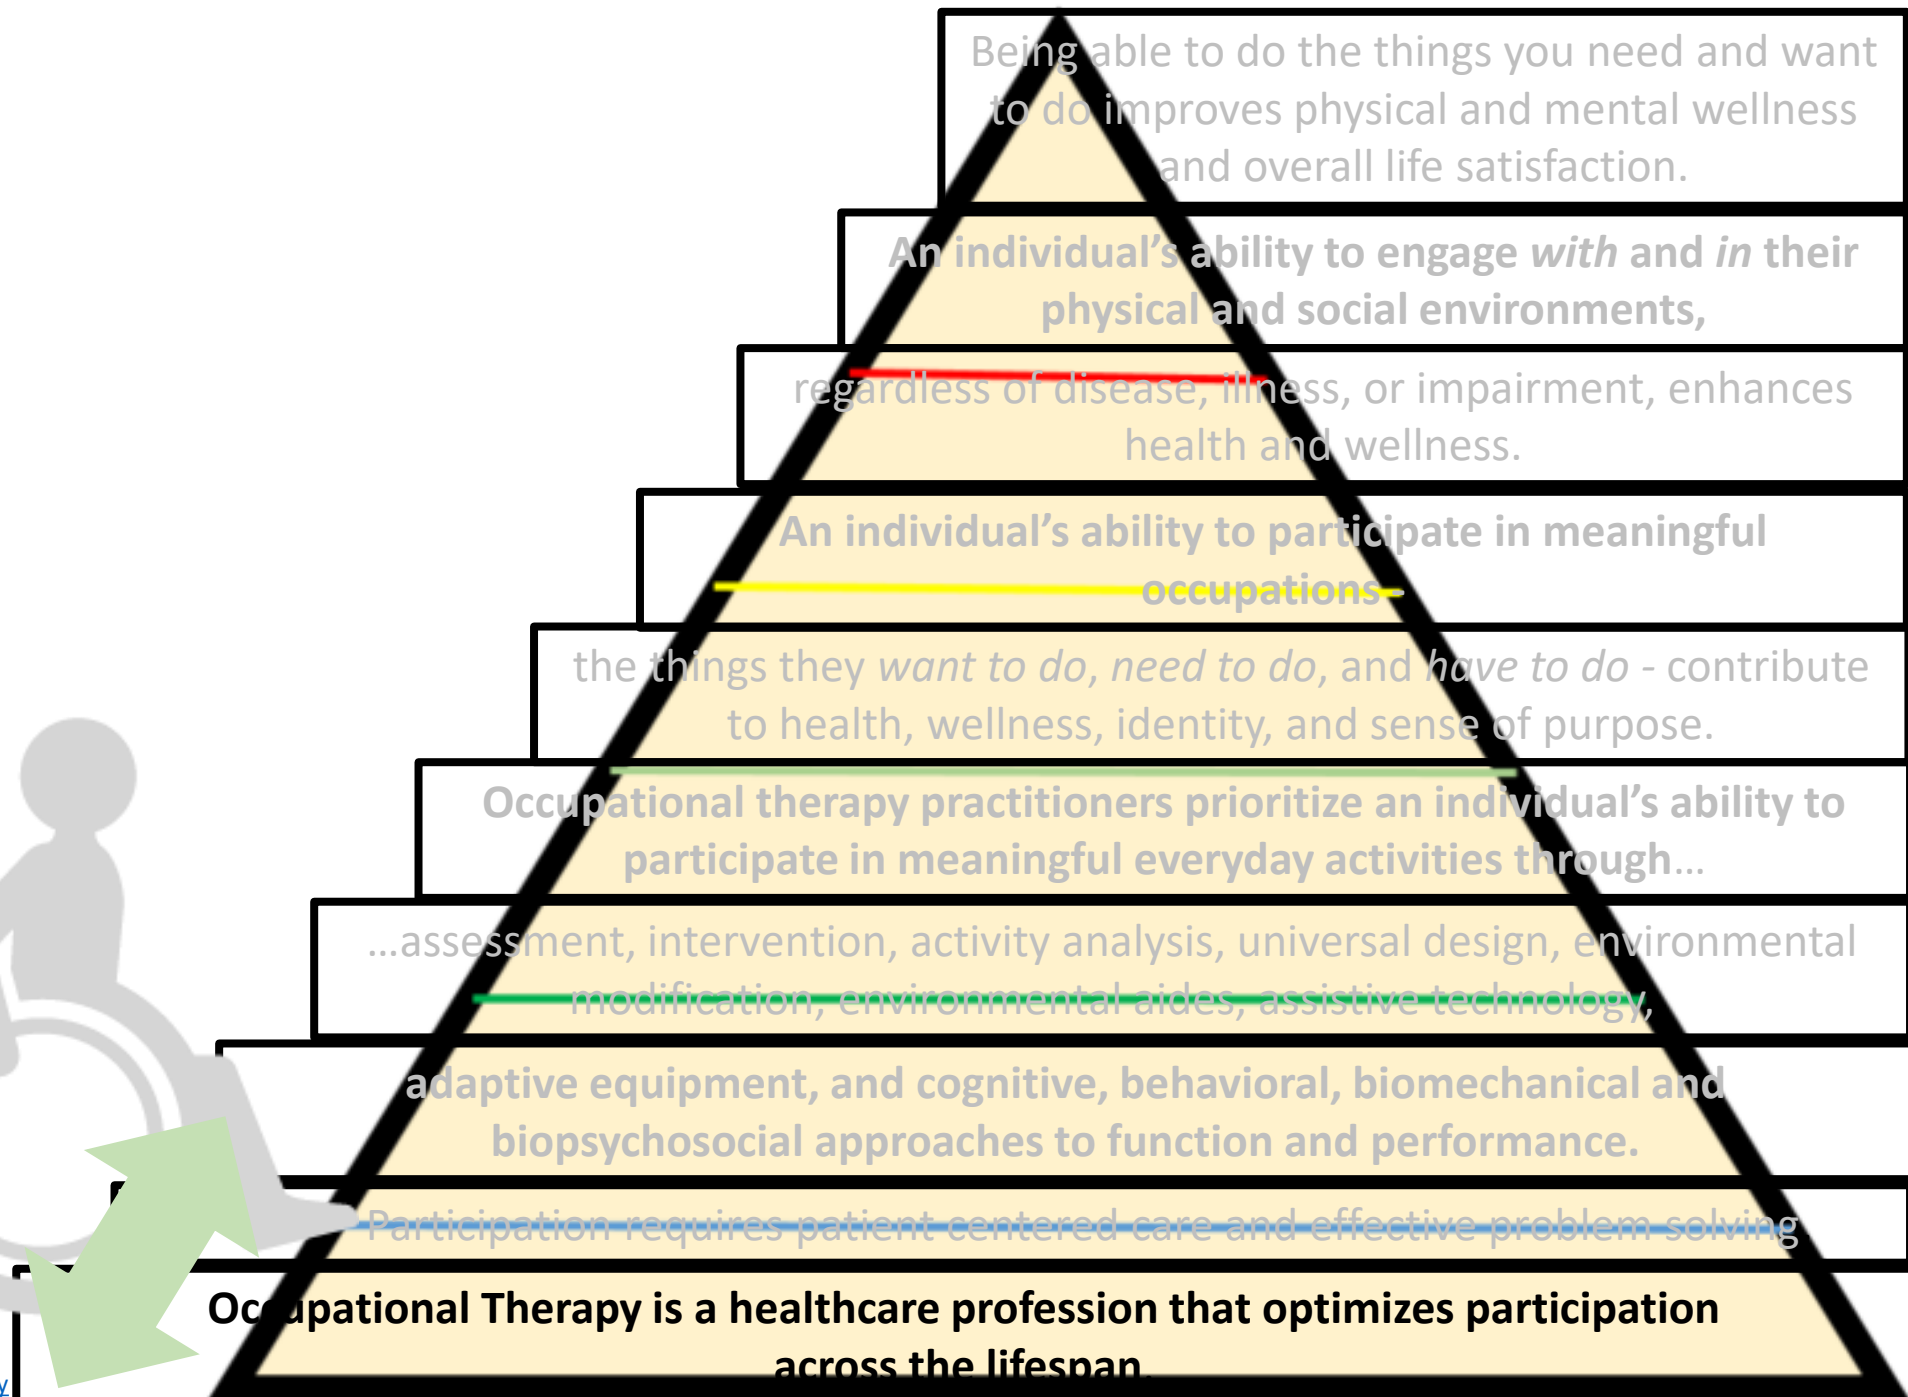 Being able to do the things you need and want
to do improves physical and mental wellness
and overall life satisfaction.
An individual’s ability to engage with and in their
physical and social environments,
regardless of disease, illness, or impairment, enhances
health and wellness.
An individual’s ability to participate in meaningful
occupations -
the things they want to do, need to do, and have to do - contribute
to health, wellness, identity, and sense of purpose.
Occupational therapy practitioners prioritize an individual’s ability to
participate in meaningful everyday activities through…
…assessment, intervention, activity analysis, universal design, environmental
modification, environmental aides, assistive technology,
adaptive equipment, and cognitive, behavioral, biomechanical and
biopsychosocial approaches to function and performance.
Participation requires patient centered care and effective problem solving
Occupational Therapy is a healthcare profession that optimizes participation
across the lifespan.